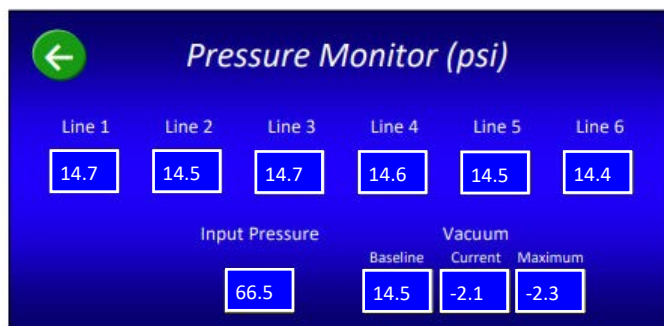 Pressure Monitor (psi)
Line 1 Line 2 Line 3 Line 4 Line 5 Line 6
14.7 14.5 14.7 14.6 14.5 14.4
Input Pressure Vacuum
Baseline Current Maximum
66.5 14.5 -2.1 -2.3